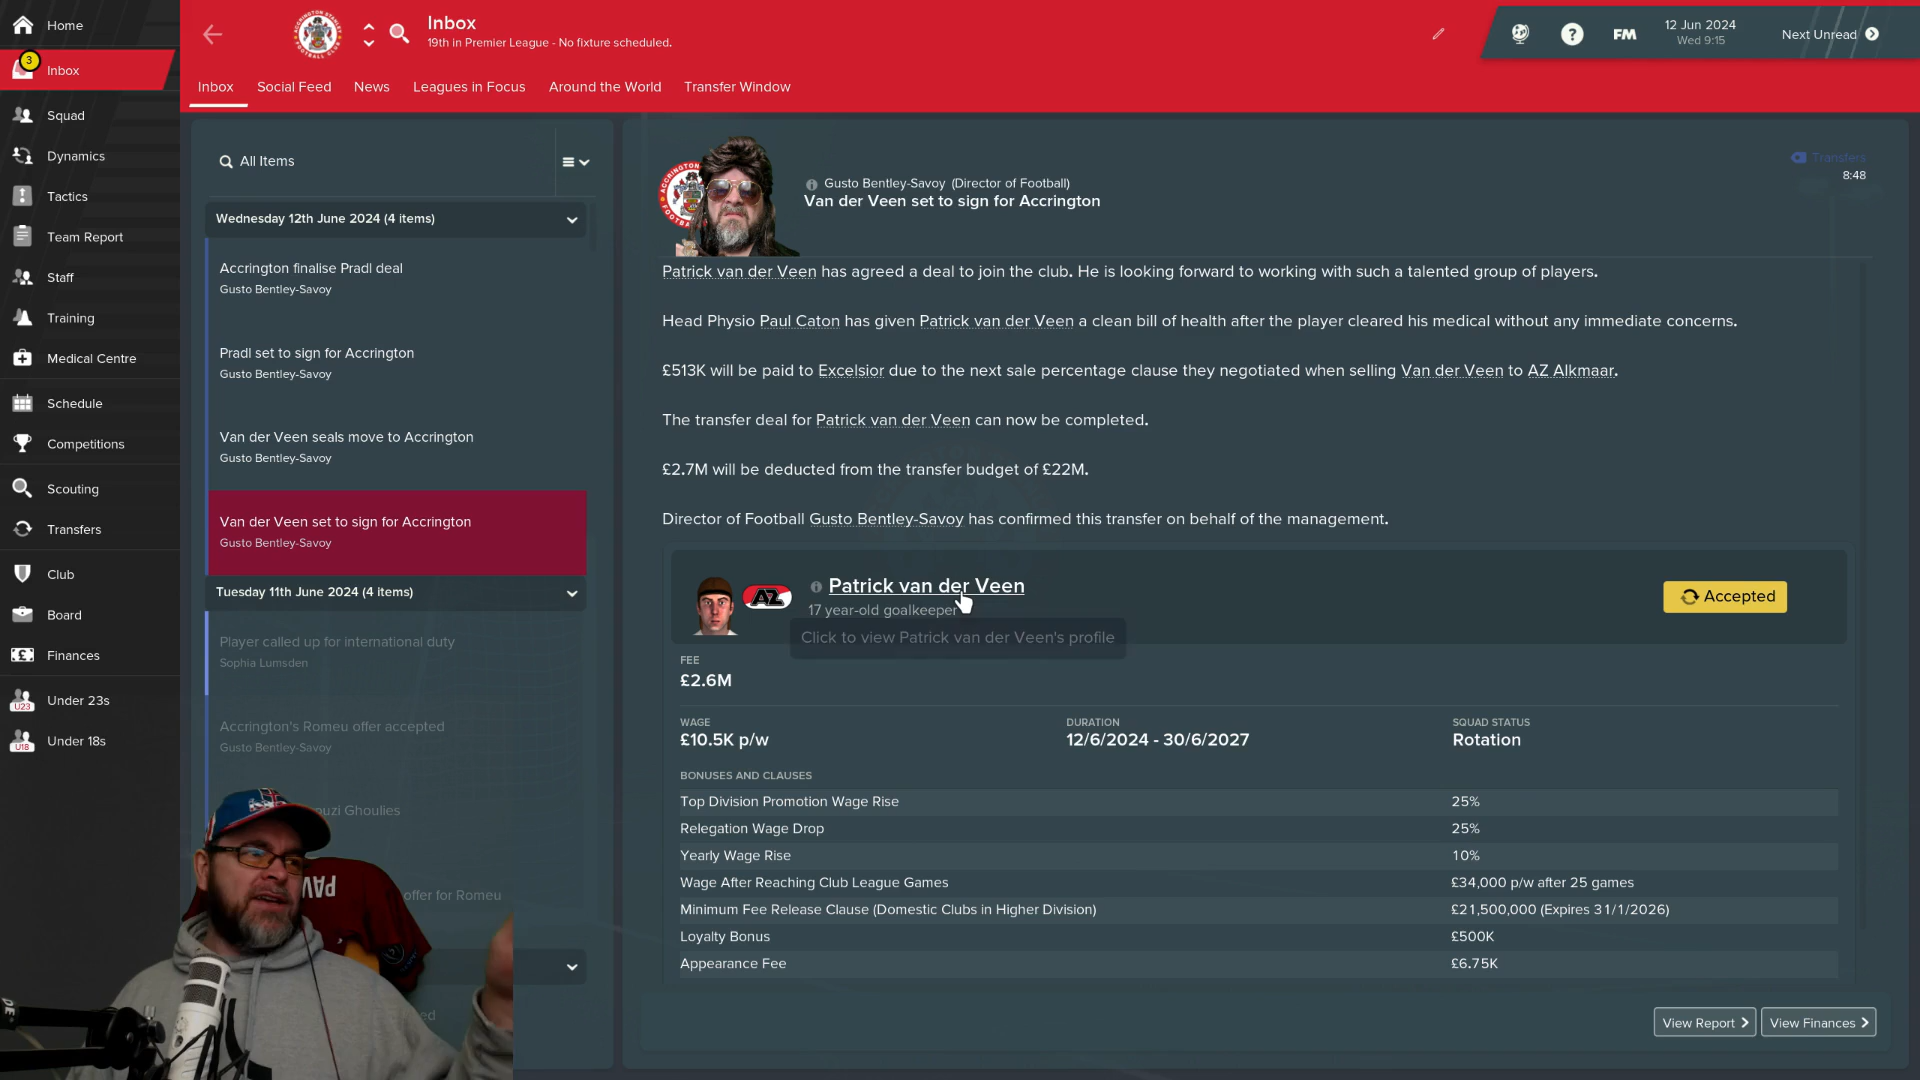 Home
3
Inbox
Squad
Dynamics
Tactics
Team Report
Staff
Training
Medical Centre
Schedule
Competitions
Scouting
Transfers
Club
Board
Finances
U23
Under 23s
U18
Under 18s
Inbox
19th in Premier League - No fixture scheduled.
?
FM
12 Jun 2024
Wed 9:15
Next Unread
Inbox
Social Feed
News
Leagues in Focus
Around the World
Transfer Window
All Items
Wednesday 12th June 2024 (4 items)
Accrington finalise Pradl deal
Gusto Bentley-Savoy
Pradl set to sign for Accrington
Gusto Bentley-Savoy
Van der Veen seals move to Accrington
Gusto Bentley-Savoy
Van der Veen set to sign for Accrington
Gusto Bentley-Savoy
Tuesday 11th June 2024 (4 items)
Player called up for international duty
Sophia Lumsden
Accrington's Romeu offer accepted
Gusto Bentley-Savoy
uzi Ghoulies
offer for Romeu
ed
Gusto Bentley-Savoy (Director of Football)
Van der Veen set to sign for Accrington
Transfers
8:48
Patrick van der Veen has agreed a deal to join the club. He is looking forward to working with such a talented group of players.
Head Physio Paul Caton has given Patrick van der Veen a clean bill of health after the player cleared his medical without any immediate concerns.
£513K will be paid to Excelsior due to the next sale percentage clause they negotiated when selling Van der Veen to AZ Alkmaar.
The transfer deal for Patrick van der Veen can now be completed.
£2.7M will be deducted from the transfer budget of £22M.
Director of Football Gusto Bentley-Savoy has confirmed this transfer on behalf of the management.
AZ
Patrick van der Veen
17 year-old goalkeeper
Accepted
Click to view Patrick van der Veen's profile
FEE
£2.6M
WAGE
£10.5K p/w
DURATION
12/6/2024 - 30/6/2027
SQUAD STATUS
Rotation
BONUSES AND CLAUSES
Top Division Promotion Wage Rise 25%
Relegation Wage Drop 25%
Yearly Wage Rise 10%
Wage After Reaching Club League Games £34,000 p/w after 25 games
Minimum Fee Release Clause (Domestic Clubs in Higher Division) £21,500,000 (Expires 31/1/2026)
Loyalty Bonus £500K
Appearance Fee £6.75K
View Report
View Finances